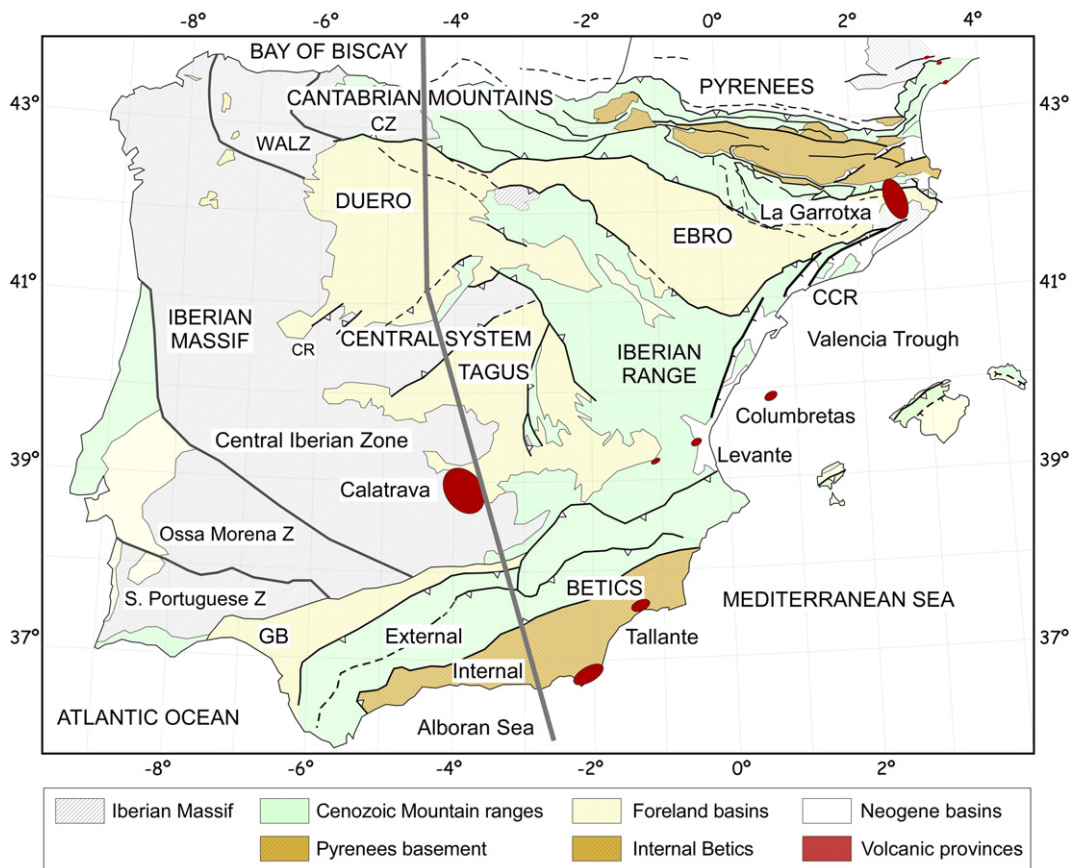 -8° -6° -4° -2° 0° 2° 4°
BAY OF BISCAY
43° CANTABRIAN MOUNTAINS PYRENEES 43°
CZ
WALZ
DUERO
La Garrotxa
EBRO
41° 41°
CCR
IBERIAN
MASSIF
CR
CENTRAL SYSTEM
TAGUS
IBERIAN
RANGE
Valencia Trough
Columbretas
Central Iberian Zone
Levante
39° 39°
Calatrava
Ossa Morena Z
S. Portuguese Z
BETICS
MEDITERRANEAN SEA
37° GB External Tallante 37°
Internal
ATLANTIC OCEAN
Alboran Sea
-8° -6° -4° -2° 0° 2°
Iberian Massif Cenozoic Mountain ranges Foreland basins Neogene basins
Pyrenees basement Internal Betics Volcanic provinces